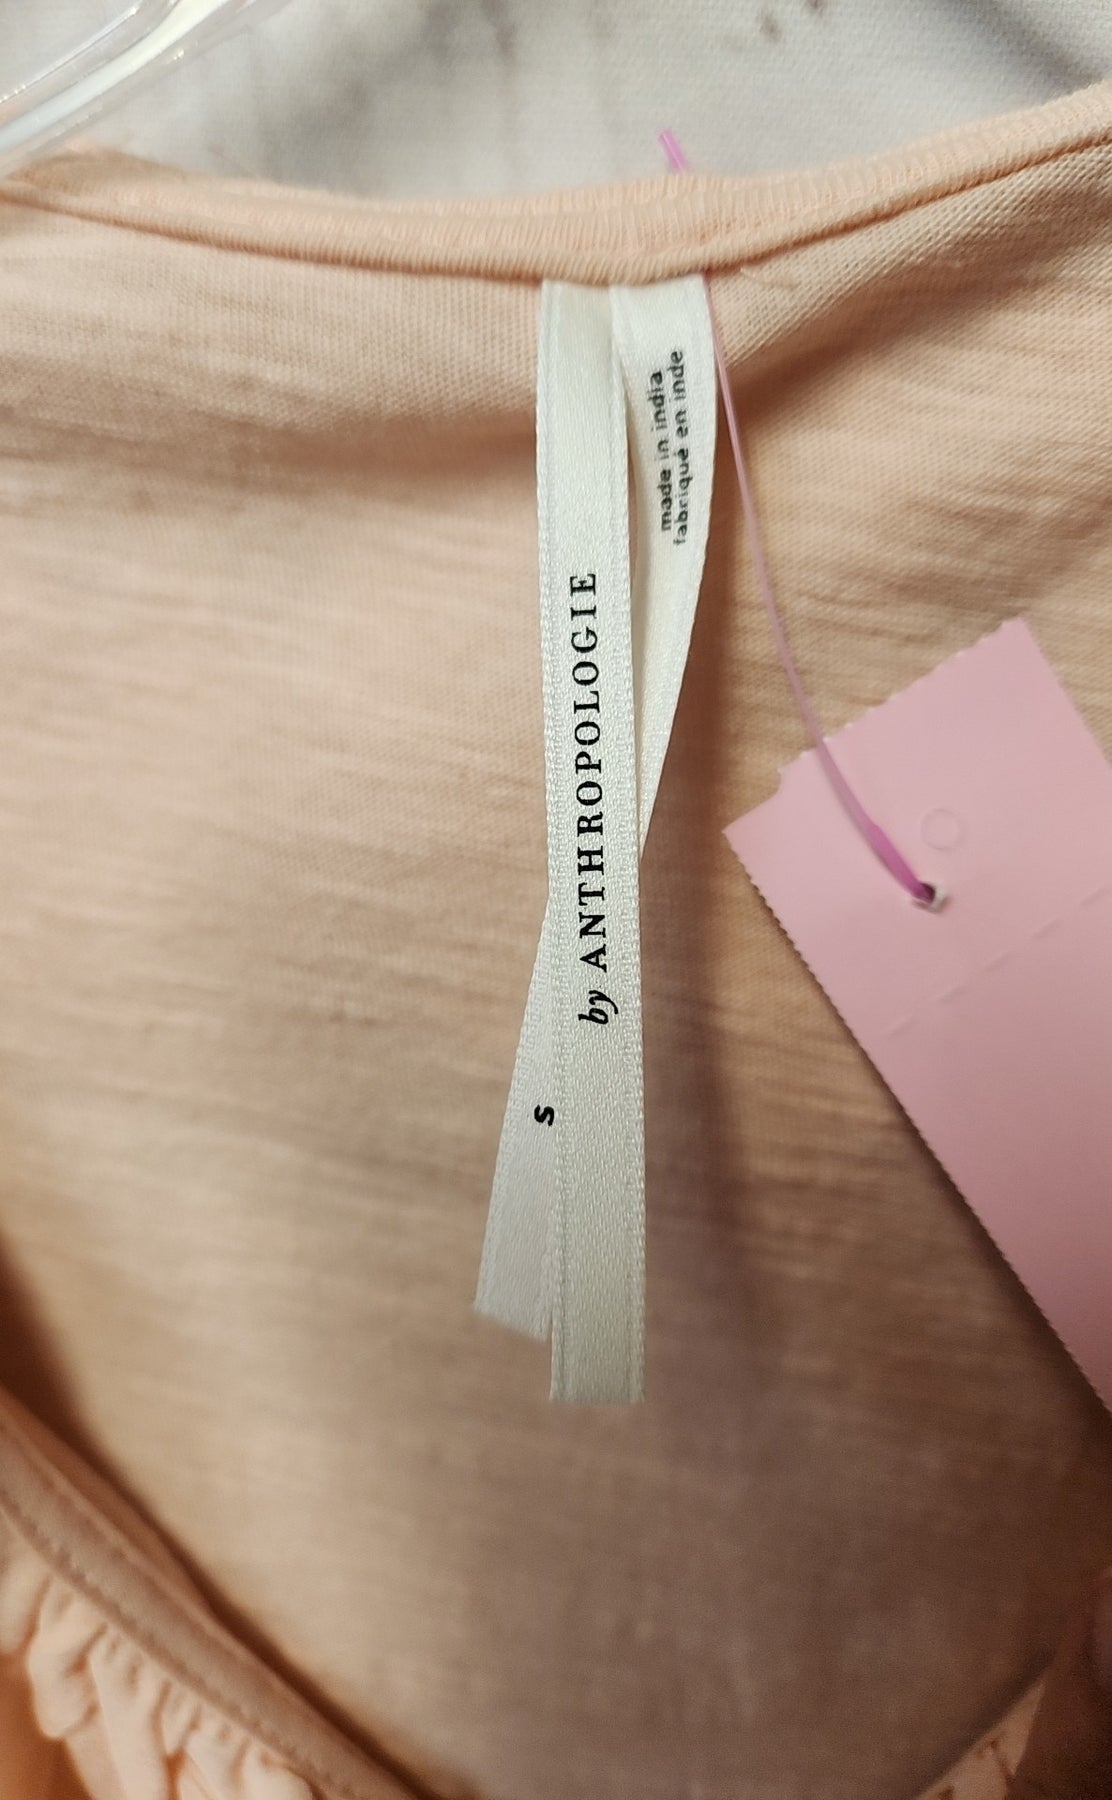 by ANTHROPOLOGIE
made in india
fabriqué en inde
S